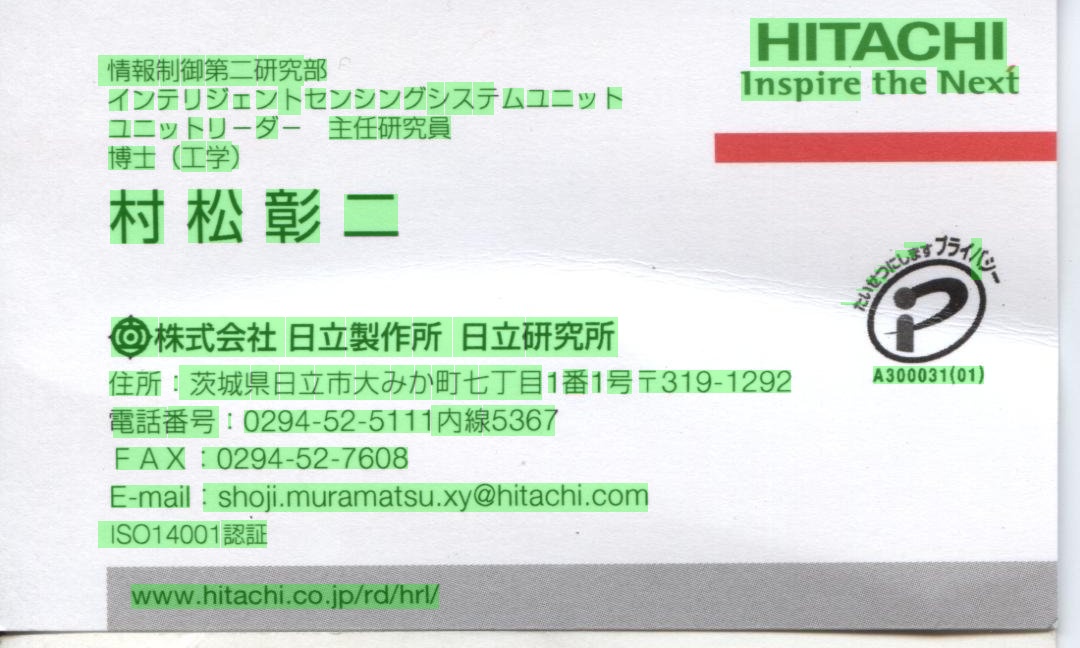 HITACHI
Inspire the Next
情報制御第二研究部
インテリジェントセンシングシステムユニット
ユニットリーダー 主任研究員
博士（工学）
村松彰二
たいせつにしますプライバシー
A300031(01)
株式会社 日立製作所 日立研究所
住所：茨城県日立市大みか町七丁目1番1号〒319-1292
電話番号：0294-52-5111内線5367
ＦＡＸ：0294-52-7608
E-mail：shoji.muramatsu.xy@hitachi.com
ISO14001認証
www.hitachi.co.jp/rd/hrl/